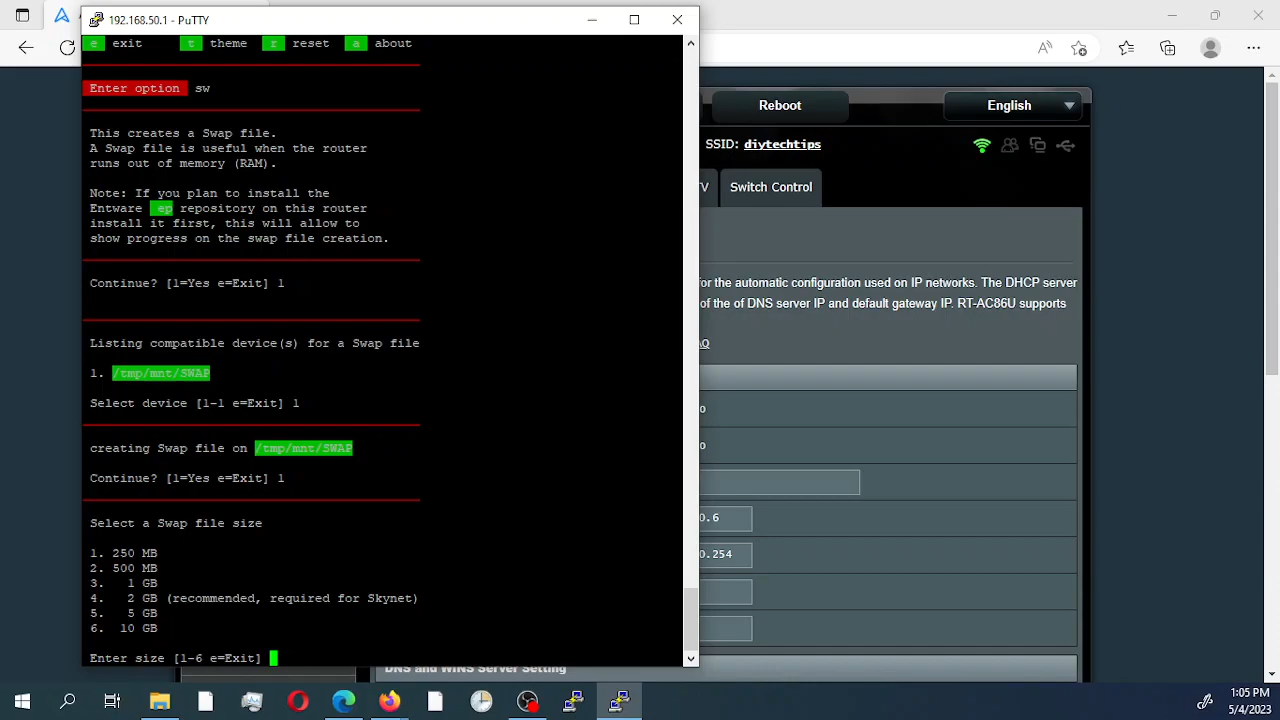 192.168.50.1 - PuTTY
e exit t theme r reset a about
Enter option sw
This creates a Swap file.
A Swap file is useful when the router
runs out of memory (RAM).
Note: If you plan to install the
Entware ep repository on this router
install it first, this will allow to
show progress on the swap file creation.
Continue? [1=Yes e=Exit] 1
Listing compatible device(s) for a Swap file
1. /tmp/mnt/SWAP
Select device [1-1 e=Exit] 1
creating Swap file on /tmp/mnt/SWAP
Continue? [1=Yes e=Exit] 1
Select a Swap file size
1. 250 MB
2. 500 MB
3. 1 GB
4. 2 GB (recommended, required for Skynet)
5. 5 GB
6. 10 GB
Enter size [1-6 e=Exit]
Reboot
English
SSID: diytechtips
TV
Switch Control
for the automatic configuration used on IP networks. The DHCP server
of the of DNS server IP and default gateway IP. RT-AC86U supports
0.6
0.254
DNS and WINS Server Setting
1:05 PM
5/4/2023